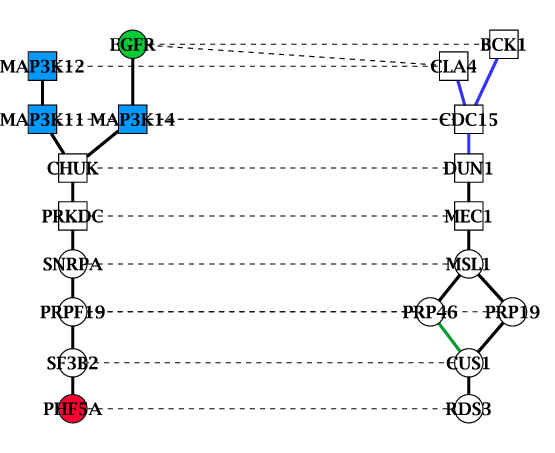 EGFR BCK1
MAP3K12 CLA4
MAP3K11 MAP3K14 CDC15
CHUK DUN1
PRKDC MEC1
SNRPA MSL1
PRPF19 PRP46 PRP19
SF3B2 CUS1
PHF5A RDS3